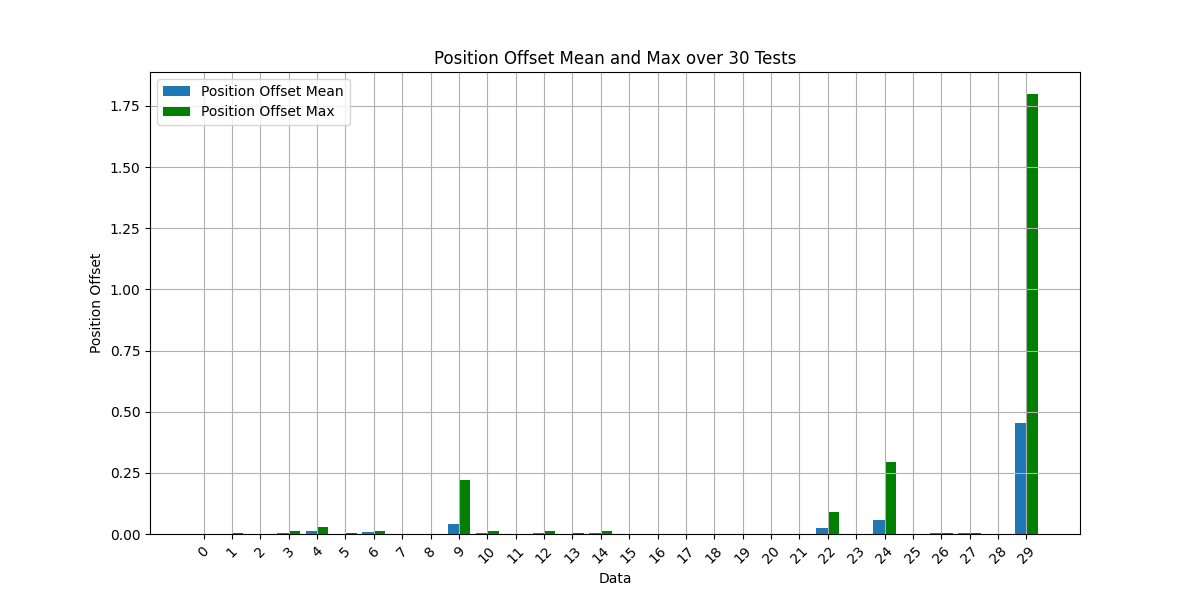 Position Offset Mean and Max over 30 Tests
Position Offset Mean
Position Offset Max
1.75
1.50
1.25
1.00
0.75
0.50
0.25
0.00
Position Offset
0 1 2 3 4 5 6 7 8 9 10 11 12 13 14 15 16 17 18 19 20 21 22 23 24 25 26 27 28 29
Data